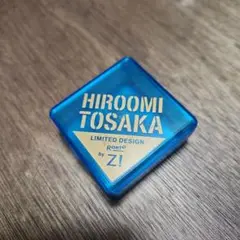 HIROOMI
TOSAKA
LIMITED DESIGN
by Z!